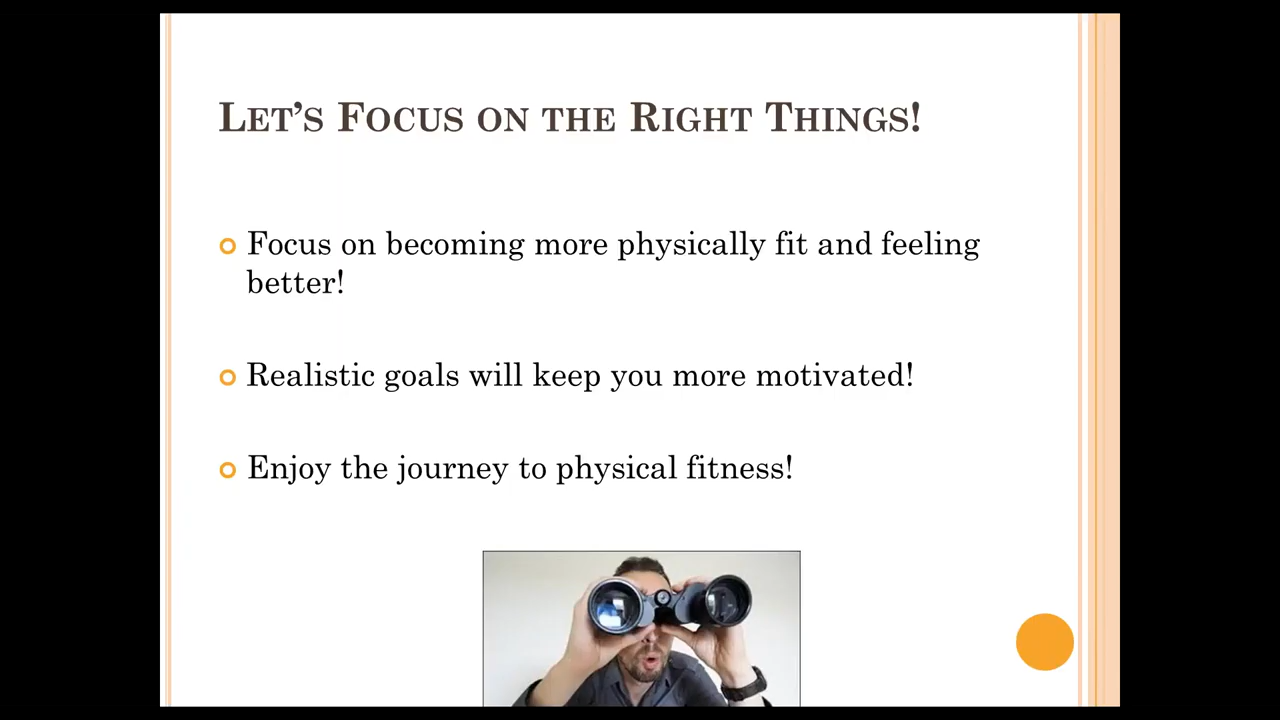 LET'S FOCUS ON THE RIGHT THINGS!
Focus on becoming more physically fit and feeling
better!
Realistic goals will keep you more motivated!
Enjoy the journey to physical fitness!